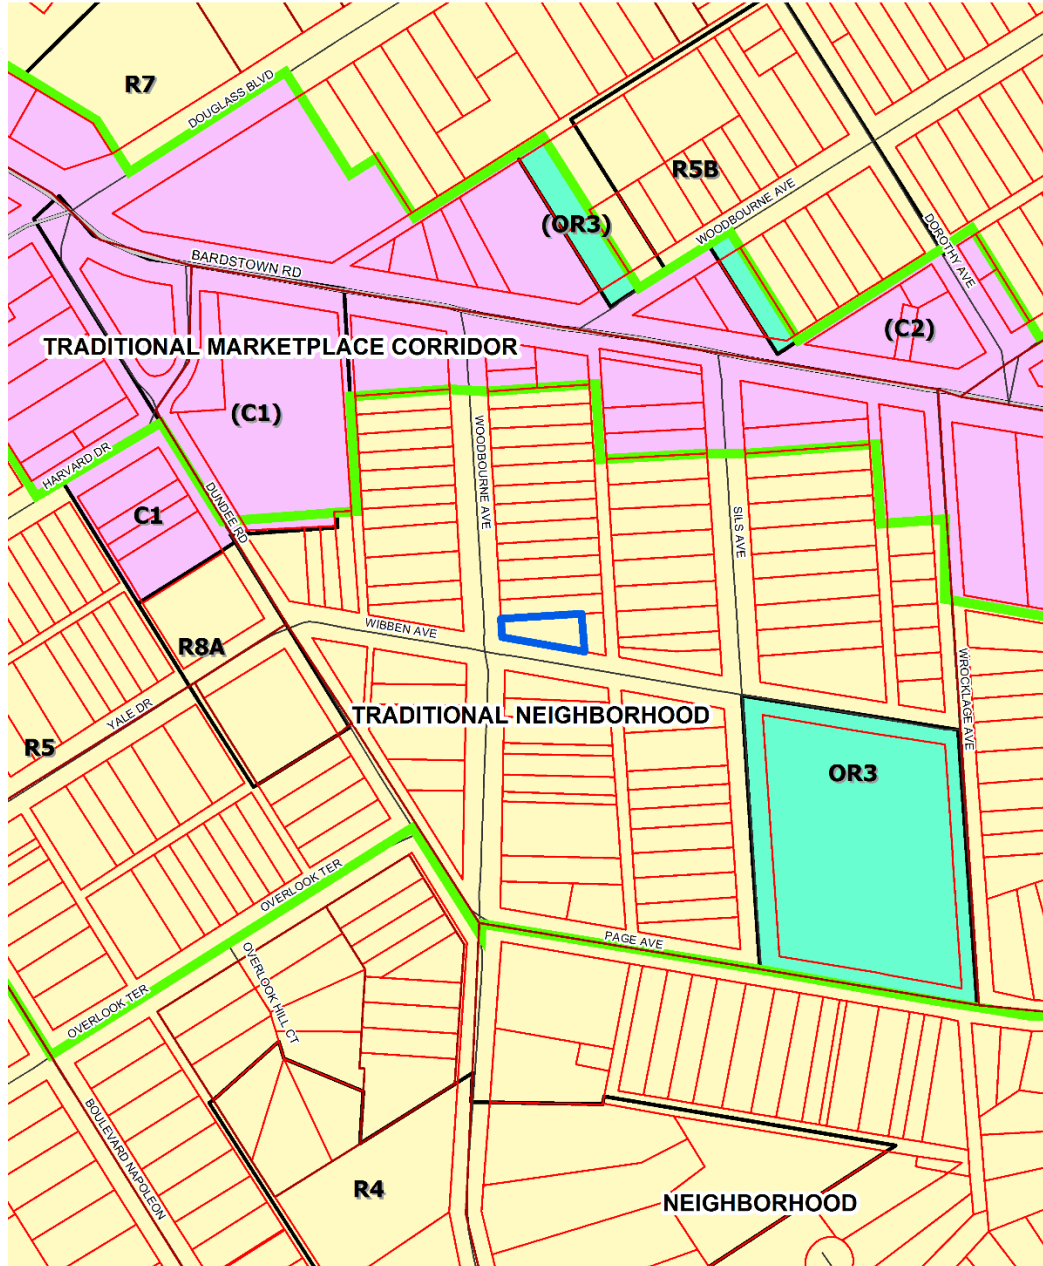 R7
DOUGLASS BLVD
R5B
WOODBOURNE AVE
(OR3)
DOROTHY AVE
BARDSTOWN RD
(C2)
TRADITIONAL MARKETPLACE CORRIDOR
(C1)
HARVARD DR
WOODBOURNE AVE
DUNDEE RD
C1
SILS AVE
WIBBEN AVE
R8A
WROCKLAGE AVE
YALE DR
TRADITIONAL NEIGHBORHOOD
R5
OR3
OVERLOOK TER
PAGE AVE
OVERLOOK HILL CT
OVERLOOK TER
BOULEVARD NAPOLEON
R4
NEIGHBORHOOD